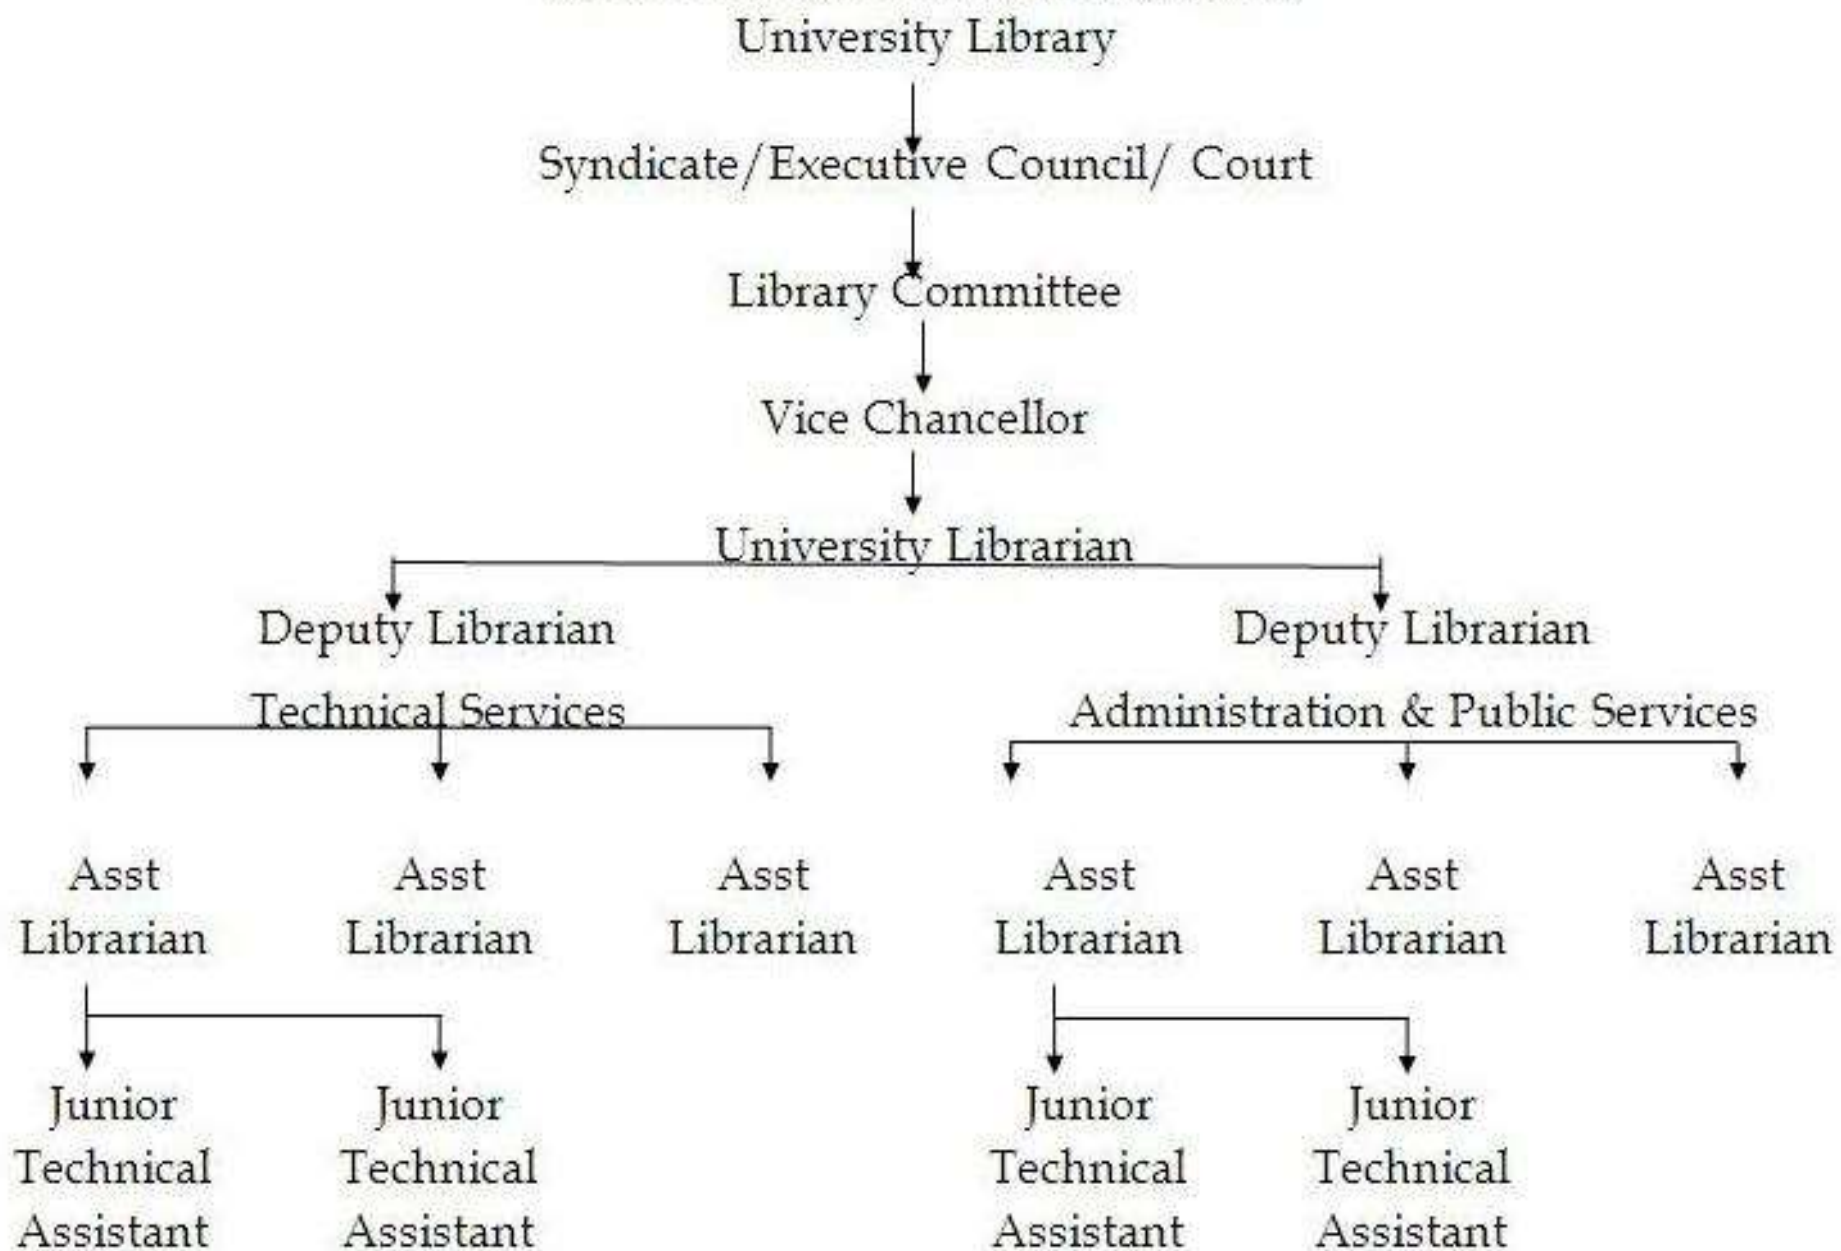 University Library
Syndicate/Executive Council/ Court
Library Committee
Vice Chancellor
University Librarian
Deputy Librarian Deputy Librarian
Technical Services Administration & Public Services
Asst Asst Asst Asst Asst Asst
Librarian Librarian Librarian Librarian Librarian Librarian
Junior Junior Junior Junior
Technical Technical Technical Technical
Assistant Assistant Assistant Assistant